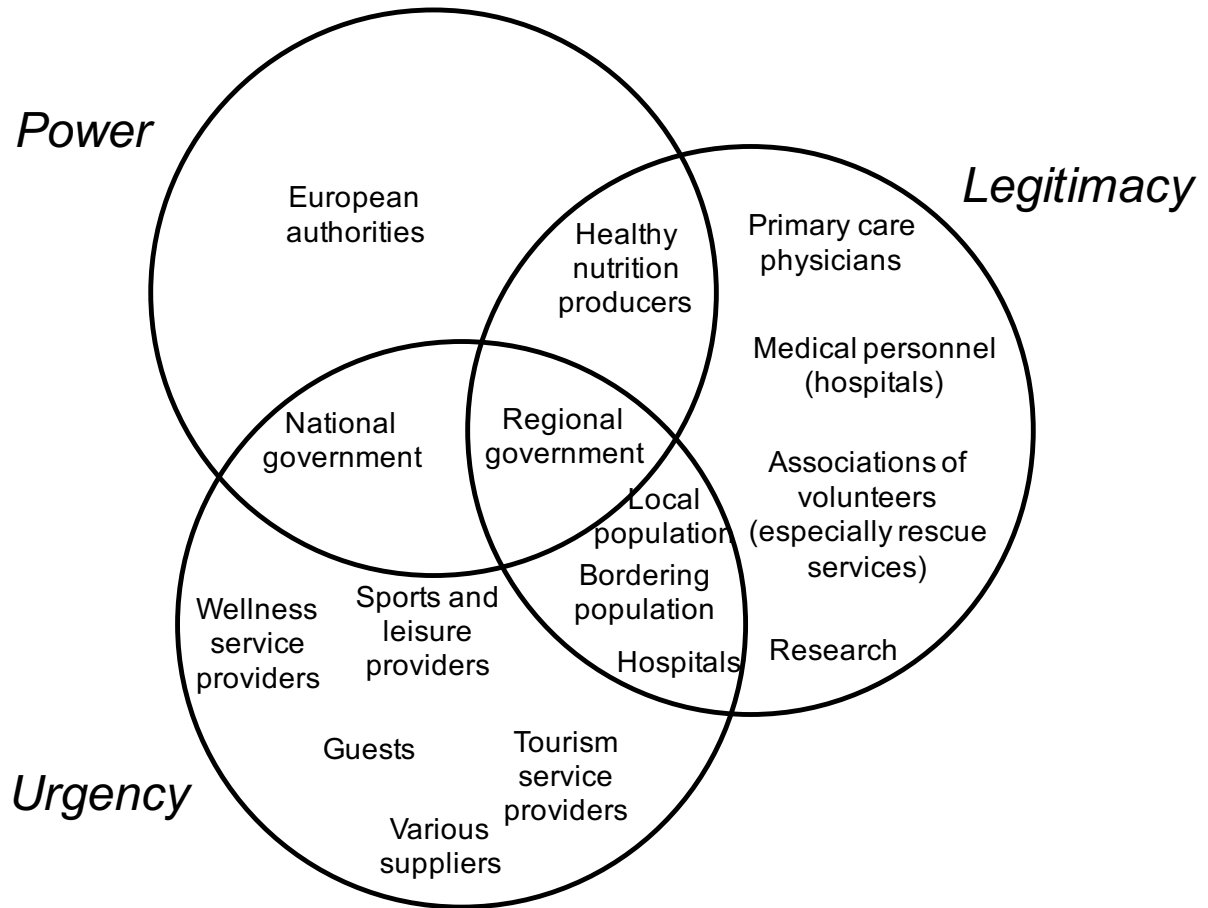 Power
European
authorities
Healthy
nutrition
producers
Legitimacy
Primary care
physicians
Medical personnel
(hospitals)
National
government
Regional
government
Associations of
volunteers
(especially rescue
services)
Local
population
Bordering
population
Hospitals
Research
Wellness
service
providers
Sports and
leisure
providers
Guests
Tourism
service
providers
Urgency
Various
suppliers